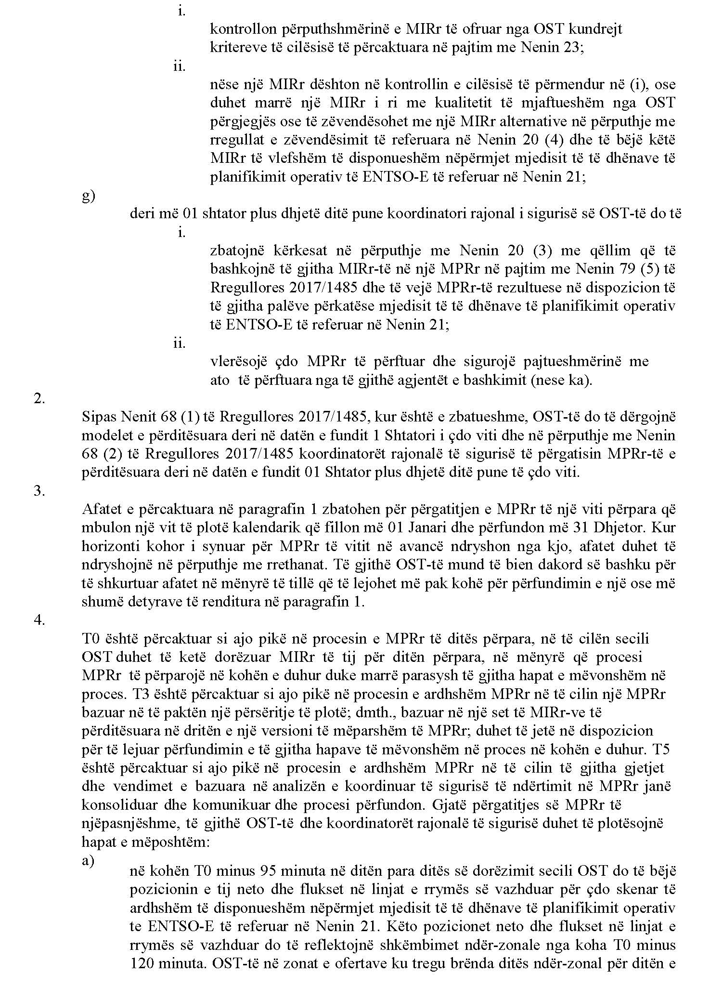 i.
kontrollon përputhshmërinë e MIRr të ofruar nga OST kundrejt
kritereve të cilësisë të përcaktuara në pajtim me Nenin 23;
ii.
nëse një MIRr dështon në kontrollin e cilësisë të përmendur në (i), ose
duhet marrë një MIRr i ri me kualitetit të mjaftueshëm nga OST
përgjegjës ose të zëvendësohet me një MIRr alternative në përputhje me
rregullat e zëvendësimit të referuara në Nenin 20 (4) dhe të bëjë këtë
MIRr të vlefshëm të disponueshëm nëpërmjet mjedisit të të dhënave të
planifikimit operativ të ENTSO-E të referuar në Nenin 21;
g)
deri më 01 shtator plus dhjetë ditë pune koordinatori rajonal i sigurisë së OST-të do të
i.
zbatojnë kërkesat në përputhje me Nenin 20 (3) me qëllim që të
bashkojnë të gjitha MIRr-të në një MPRr në pajtim me Nenin 79 (5) të
Rregullores 2017/1485 dhe të vejë MPRr-të rezultuese në dispozicion të
të gjitha palëve përkatëse mjedisit të të dhënave të planifikimit operativ
të ENTSO-E të referuar në Nenin 21;
ii.
vlerësojë çdo MPRr të përftuar dhe sigurojë pajtueshmërinë me
ato të përftuara nga të gjithë agjentët e bashkimit (nese ka).
2.
Sipas Nenit 68 (1) të Rregullores 2017/1485, kur është e zbatueshme, OST-të do të dërgojnë
modelet e përditësuara deri në datën e fundit 1 Shtatori i çdo viti dhe në përputhje me Nenin
68 (2) të Rregullores 2017/1485 koordinatorët rajonalë të sigurisë të përgatisin MPRr-të e
përditësuara deri në datën e fundit 01 Shtator plus dhjetë ditë pune të çdo viti.
3.
Afatet e përcaktuara në paragrafin 1 zbatohen për përgatitjen e MPRr të një viti përpara që
mbulon një vit të plotë kalendarik që fillon më 01 Janari dhe përfundon më 31 Dhjetor. Kur
horizonti kohor i synuar për MPRr të vitit në avancë ndryshon nga kjo, afatet duhet të
ndryshojnë në përputhje me rrethanat. Të gjithë OST-të mund të bien dakord së bashku për
të shkurtuar afatet në mënyrë të tillë që të lejohet më pak kohë për përfundimin e një ose më
shumë detyrave të renditura në paragrafin 1.
4.
T0 është përcaktuar si ajo pikë në procesin e MPRr të ditës përpara, në të cilën secili
OST duhet të ketë dorëzuar MIRr të tij për ditën përpara, në mënyrë që procesi
MPRr të përparojë në kohën e duhur duke marrë parasysh të gjitha hapat e mëvonshëm në
proces. T3 është përcaktuar si ajo pikë në procesin e ardhshëm MPRr në të cilin një MPRr
bazuar në të paktën një përsëritje të plotë; dmth., bazuar në një set të MIRr-ve të
përditësuara në dritën e një versioni të mëparshëm të MPRr; duhet të jetë në dispozicion
për të lejuar përfundimin e të gjitha hapave të mëvonshëm në proces në kohën e duhur. T5
është përcaktuar si ajo pikë në procesin e ardhshëm MPRr në të cilin të gjitha gjetjet
dhe vendimet e bazuara në analizën e koordinuar të sigurisë të ndërtimit në MPRr janë
konsoliduar dhe komunikuar dhe procesi përfundon. Gjatë përgatitjes së MPRr të
njëpasnjëshme, të gjithë OST-të dhe koordinatorët rajonalë të sigurisë duhet të plotësojnë
hapat e mëposhtëm:
a)
në kohën T0 minus 95 minuta në ditën para ditës së dorëzimit secili OST do të bëjë
pozicionin e tij neto dhe flukset në linjat e rrymës së vazhduar për çdo skenar të
ardhshëm të disponueshëm nëpërmjet mjedisit të të dhënave të planifikimit operativ
te ENTSO-E të referuar në Nenin 21. Këto pozicionet neto dhe flukset në linjat e
rrymës së vazhduar do të reflektojnë shkëmbimet ndër-zonale nga koha T0 minus
120 minuta. OST-të në zonat e ofertave ku tregu brënda ditës ndër-zonal për ditën e